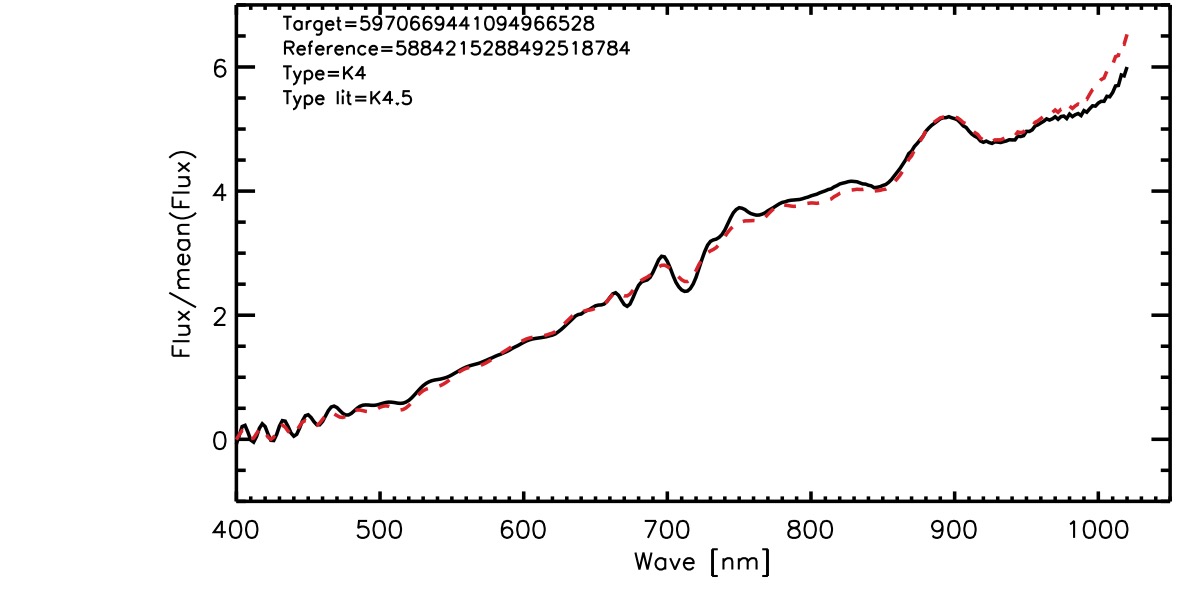 Target=5970669441094966528
Reference=5884215288492518784
Type=K4
Type lit=K4.5
6
4
2
0
Flux/mean(Flux)
400 500 600 700 800 900 1000
Wave [nm]